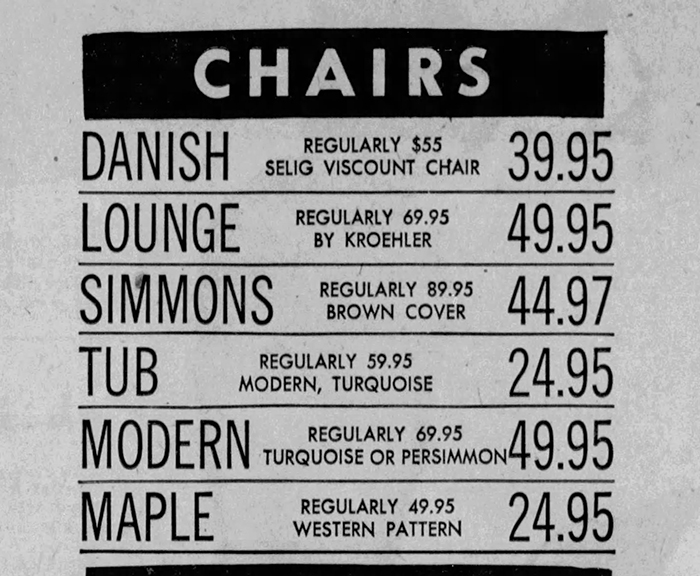 CHAIRS
DANISH REGULARLY $55 SELIG VISCOUNT CHAIR 39.95
LOUNGE REGULARLY 69.95 BY KROEHLER 49.95
SIMMONS REGULARLY 89.95 BROWN COVER 44.97
TUB REGULARLY 59.95 MODERN, TURQUOISE 24.95
MODERN REGULARLY 69.95 TURQUOISE OR PERSIMMON 49.95
MAPLE REGULARLY 49.95 WESTERN PATTERN 24.95